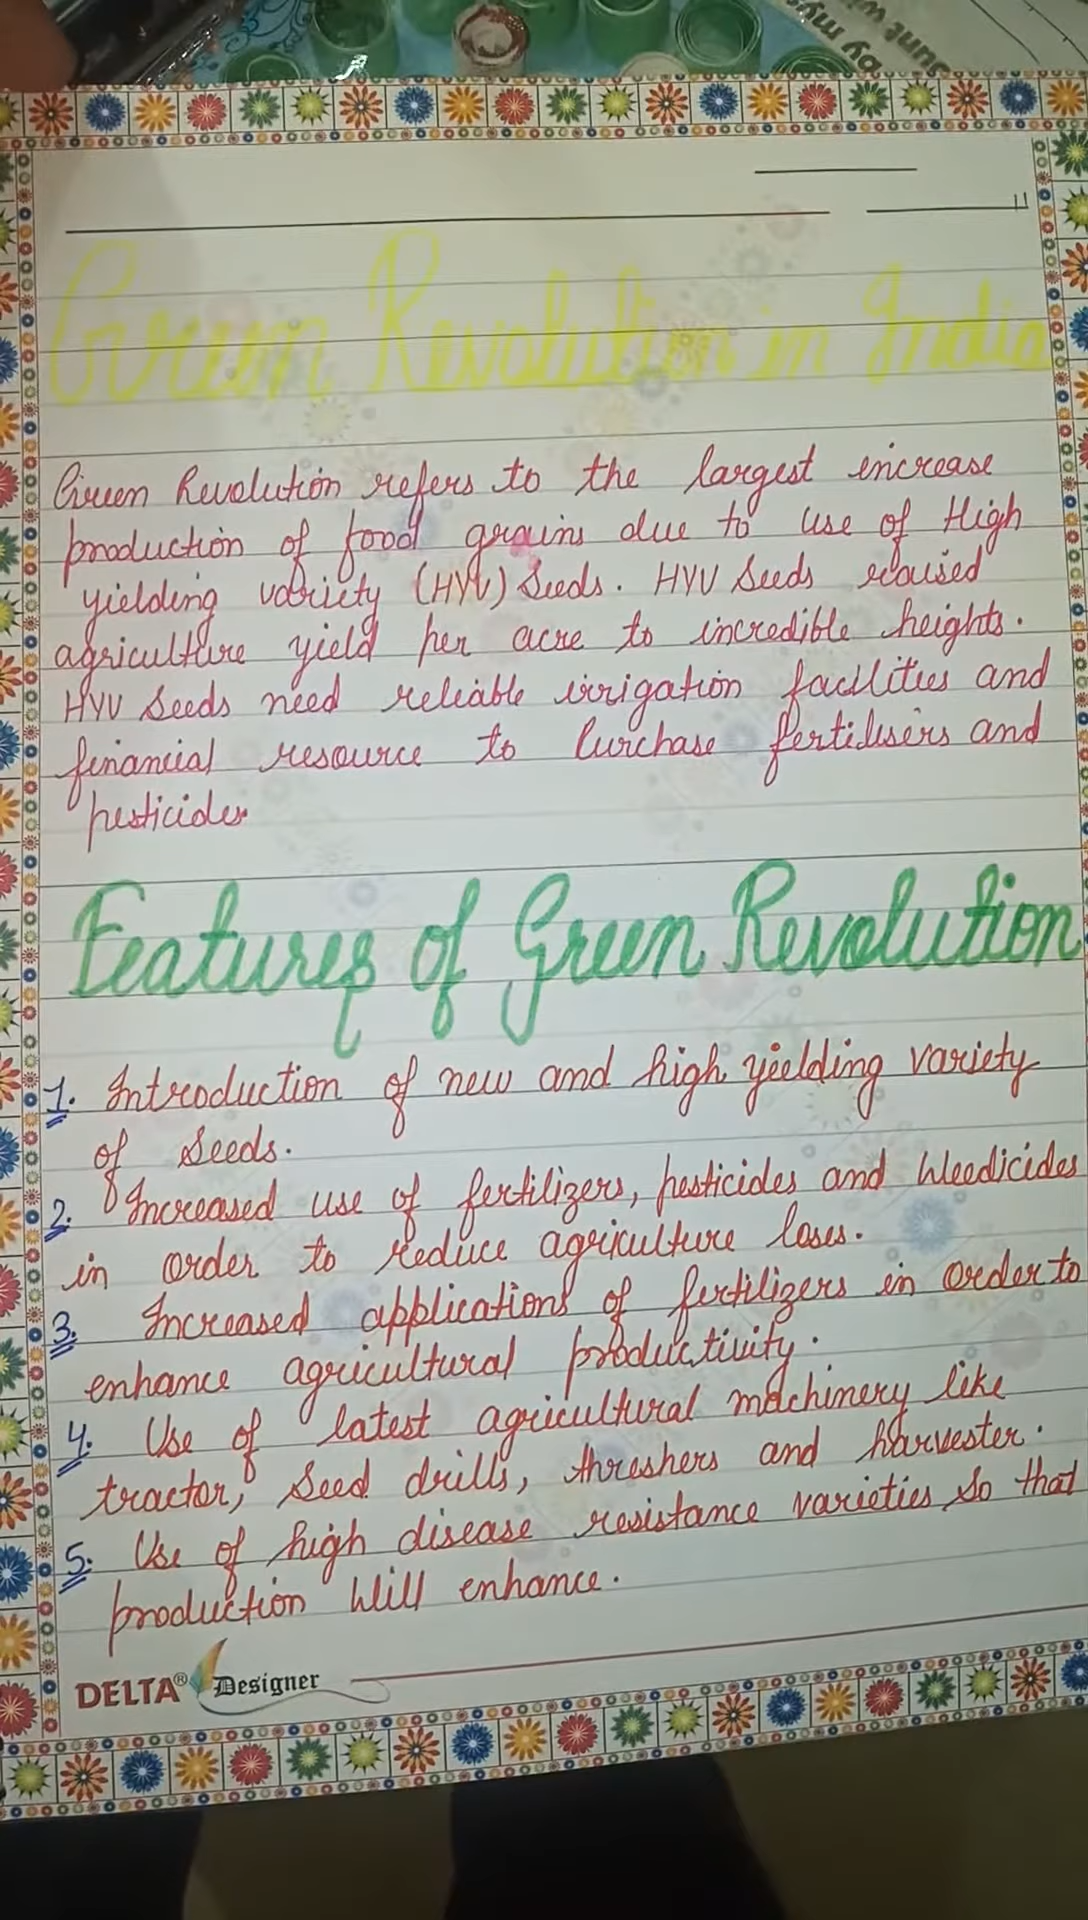 Green Revolution in India
Green Revolution refers to the largest increase
production of food grains due to use of High
yielding variety (HYV) Seeds. HYV Seeds raised
agriculture yield per acre to incredible heights.
HYV Seeds need reliable irrigation facilities and
financial resource to Purchase fertilisers and
pesticides
Features of Green Revolution
1. Introduction of new and high yielding variety
of seeds.
2. Increased use of fertilizers, pesticides and Weedicides
in order to reduce agriculture loses.
3. Increased applications of fertilizers in order to
enhance agricultural productivity.
4. Use of latest agricultural machinery like
tractor, seed drills, threshers and harvester.
5. Use of high disease resistance varieties so that
production Will enhance.
DELTA® Designer